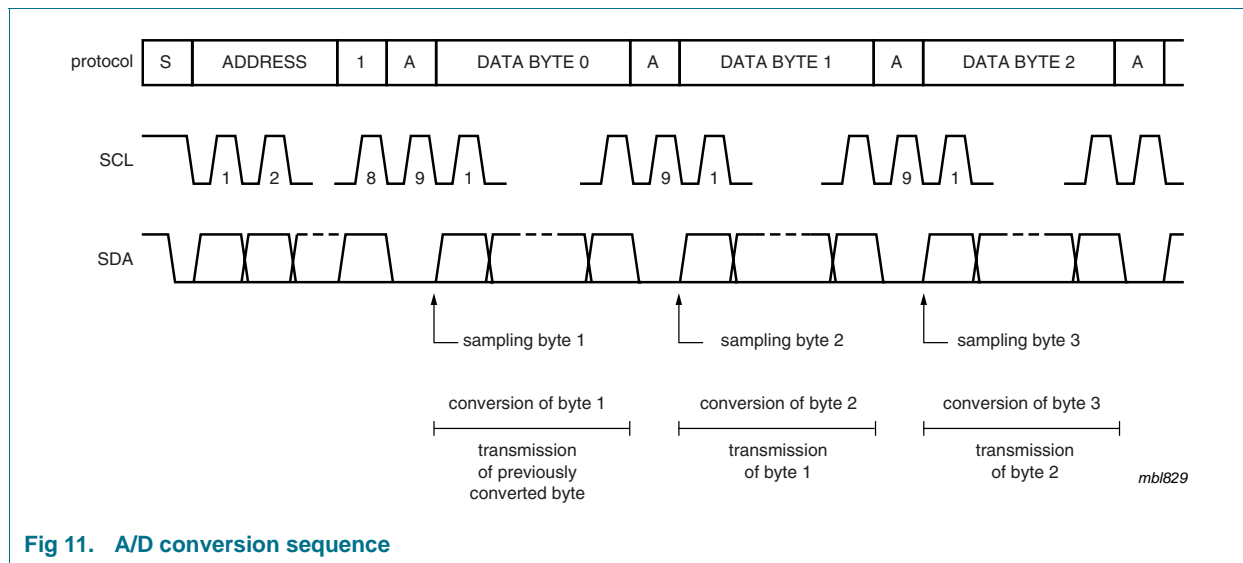 protocol S ADDRESS 1 A DATA BYTE 0 A DATA BYTE 1 A DATA BYTE 2 A
SCL 1 2 8 9 1 9 1 9 1
SDA
sampling byte 1 sampling byte 2 sampling byte 3
conversion of byte 1 conversion of byte 2 conversion of byte 3
transmission
of previously
converted byte
transmission
of byte 1
transmission
of byte 2
mbl829
Fig 11. A/D conversion sequence